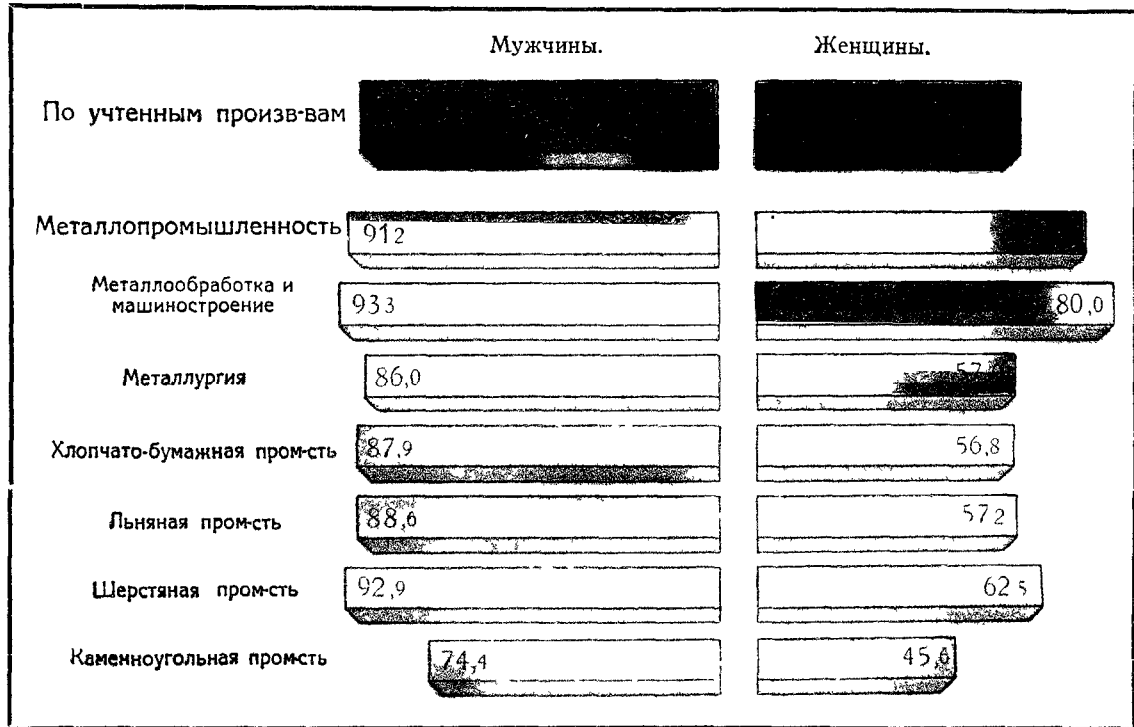 Мужчины. Женщины.
По учтенным произв-вам
Металлопромышленность 912
Металлообработка и
машиностроение 933 80,0
Металлургия 86,0
Хлопчато-бумажная пром-сть 87,9 56,8
Льняная пром-сть 88,6 572
Шерстяная пром-сть 92,9 62 5
Каменноугольная пром-сть 74,4 45,6